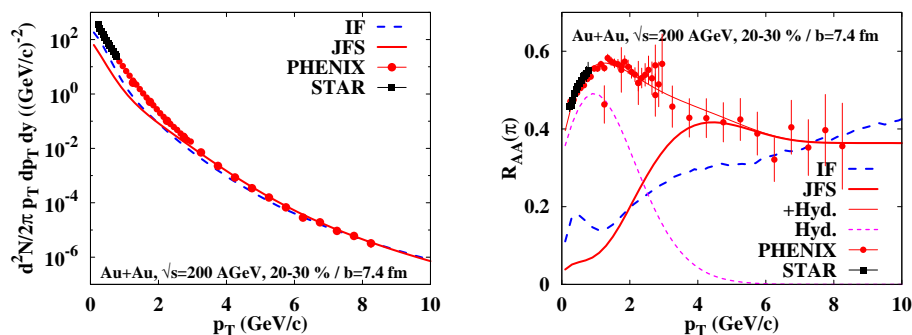 d²N/2π p_T dp_T dy ((GeV/c)⁻²)
10²
10⁰
10⁻²
10⁻⁴
10⁻⁶
IF
JFS
PHENIX
STAR
Au+Au, √s=200 AGeV, 20-30 % / b=7.4 fm
0 2 4 6 8 10
p_T (GeV/c)
R_AA(π)
0.6
0.4
0.2
0
Au+Au, √s=200 AGeV, 20-30 % / b=7.4 fm
IF
JFS
+Hyd.
Hyd.
PHENIX
STAR
0 2 4 6 8 10
p_T (GeV/c)